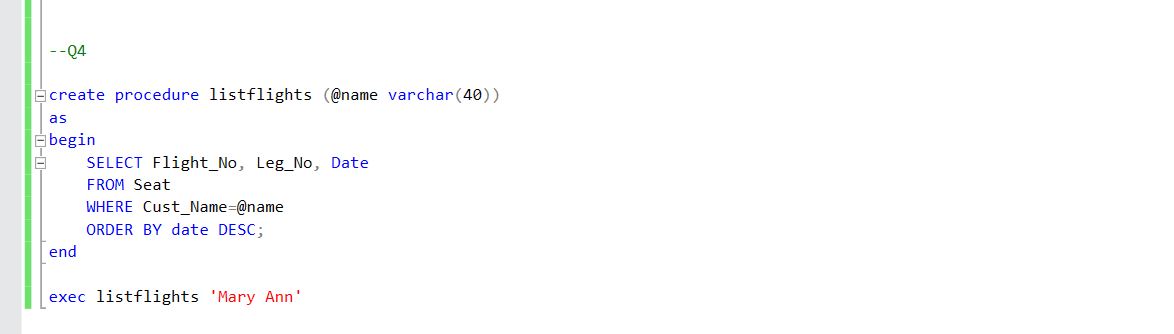 --Q4
create procedure listflights (@name varchar(40))
as
begin
SELECT Flight_No, Leg_No, Date
FROM Seat
WHERE Cust_Name=@name
ORDER BY date DESC;
end
exec listflights 'Mary Ann'